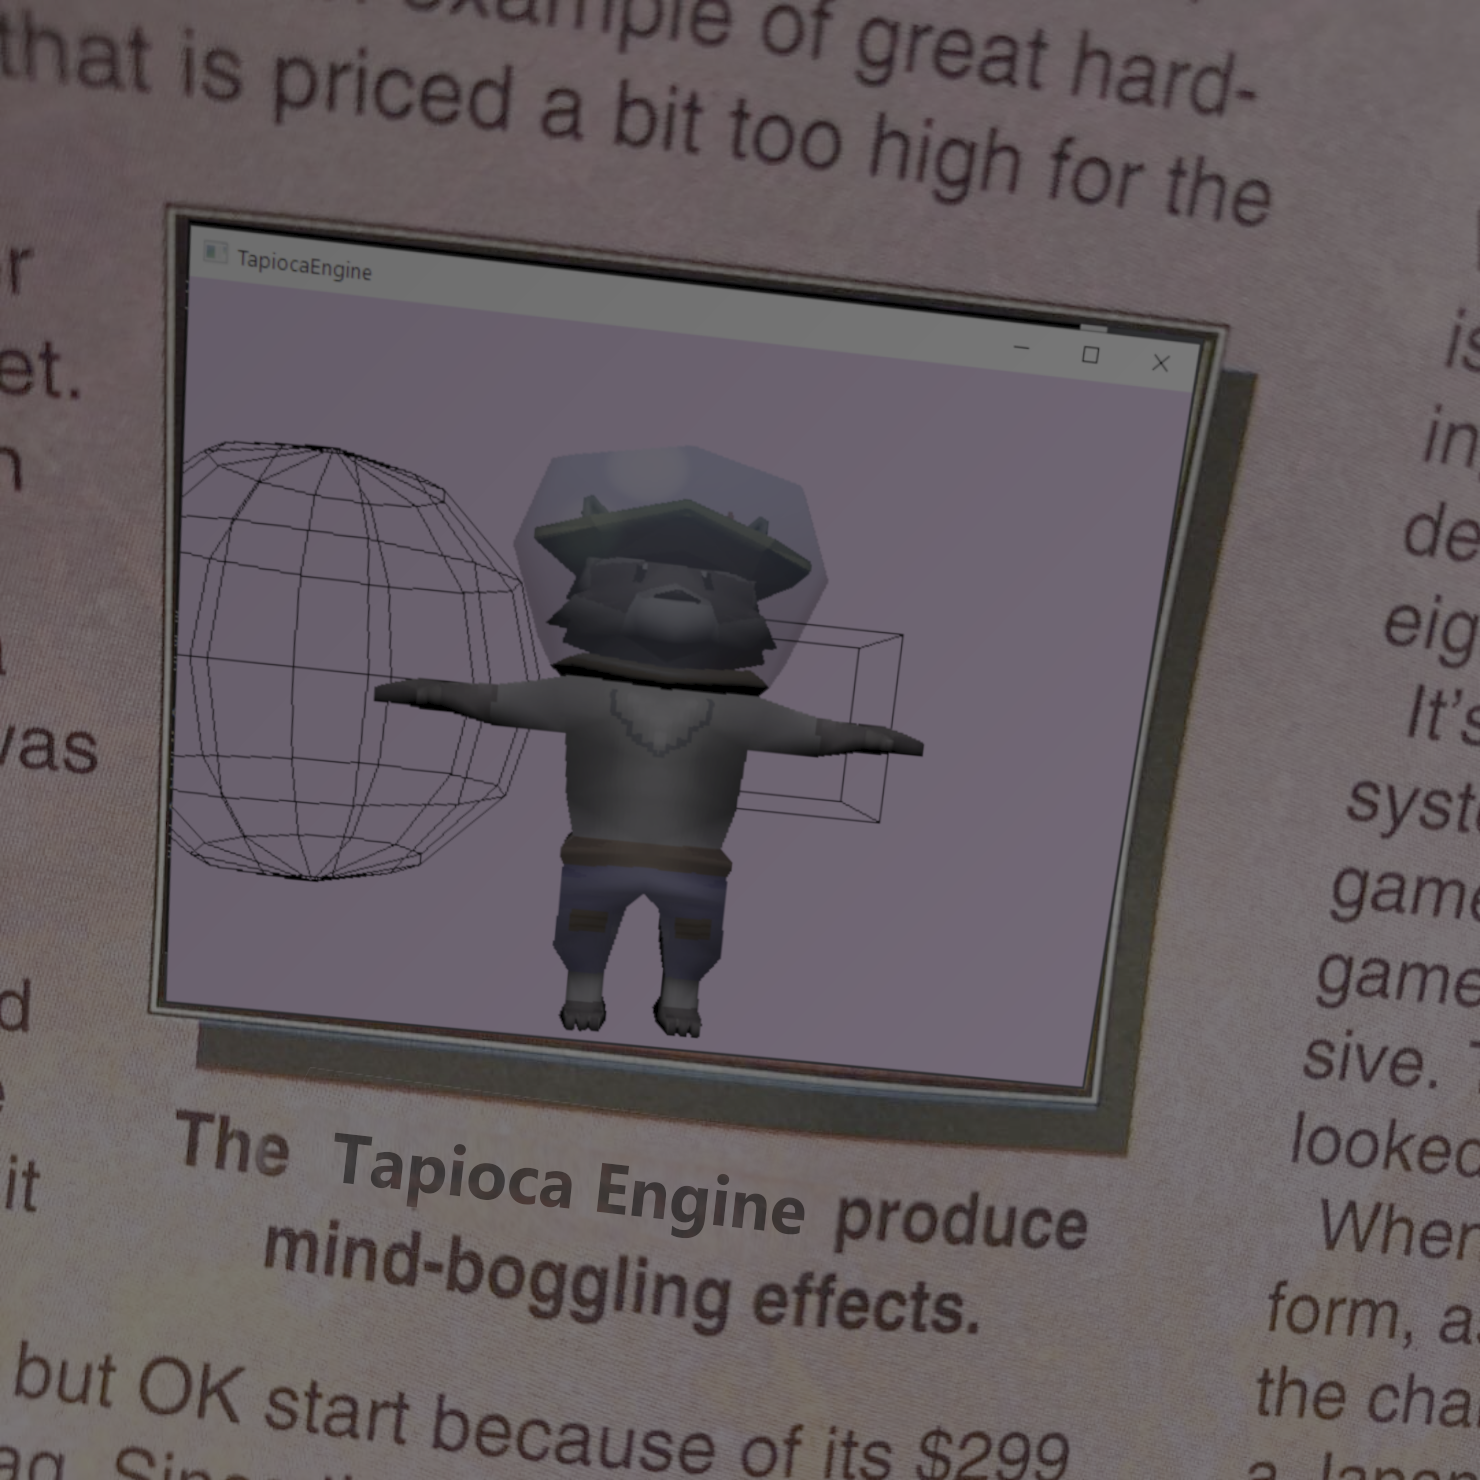 example of great hard-
that is priced a bit too high for the
TapiocaEngine
The Tapioca Engine produce
mind-boggling effects.
but OK start because of its $299
et.
was
it
is
in
de
eig
It's
syst
game
game
sive.
looked
When
form, as
the cha